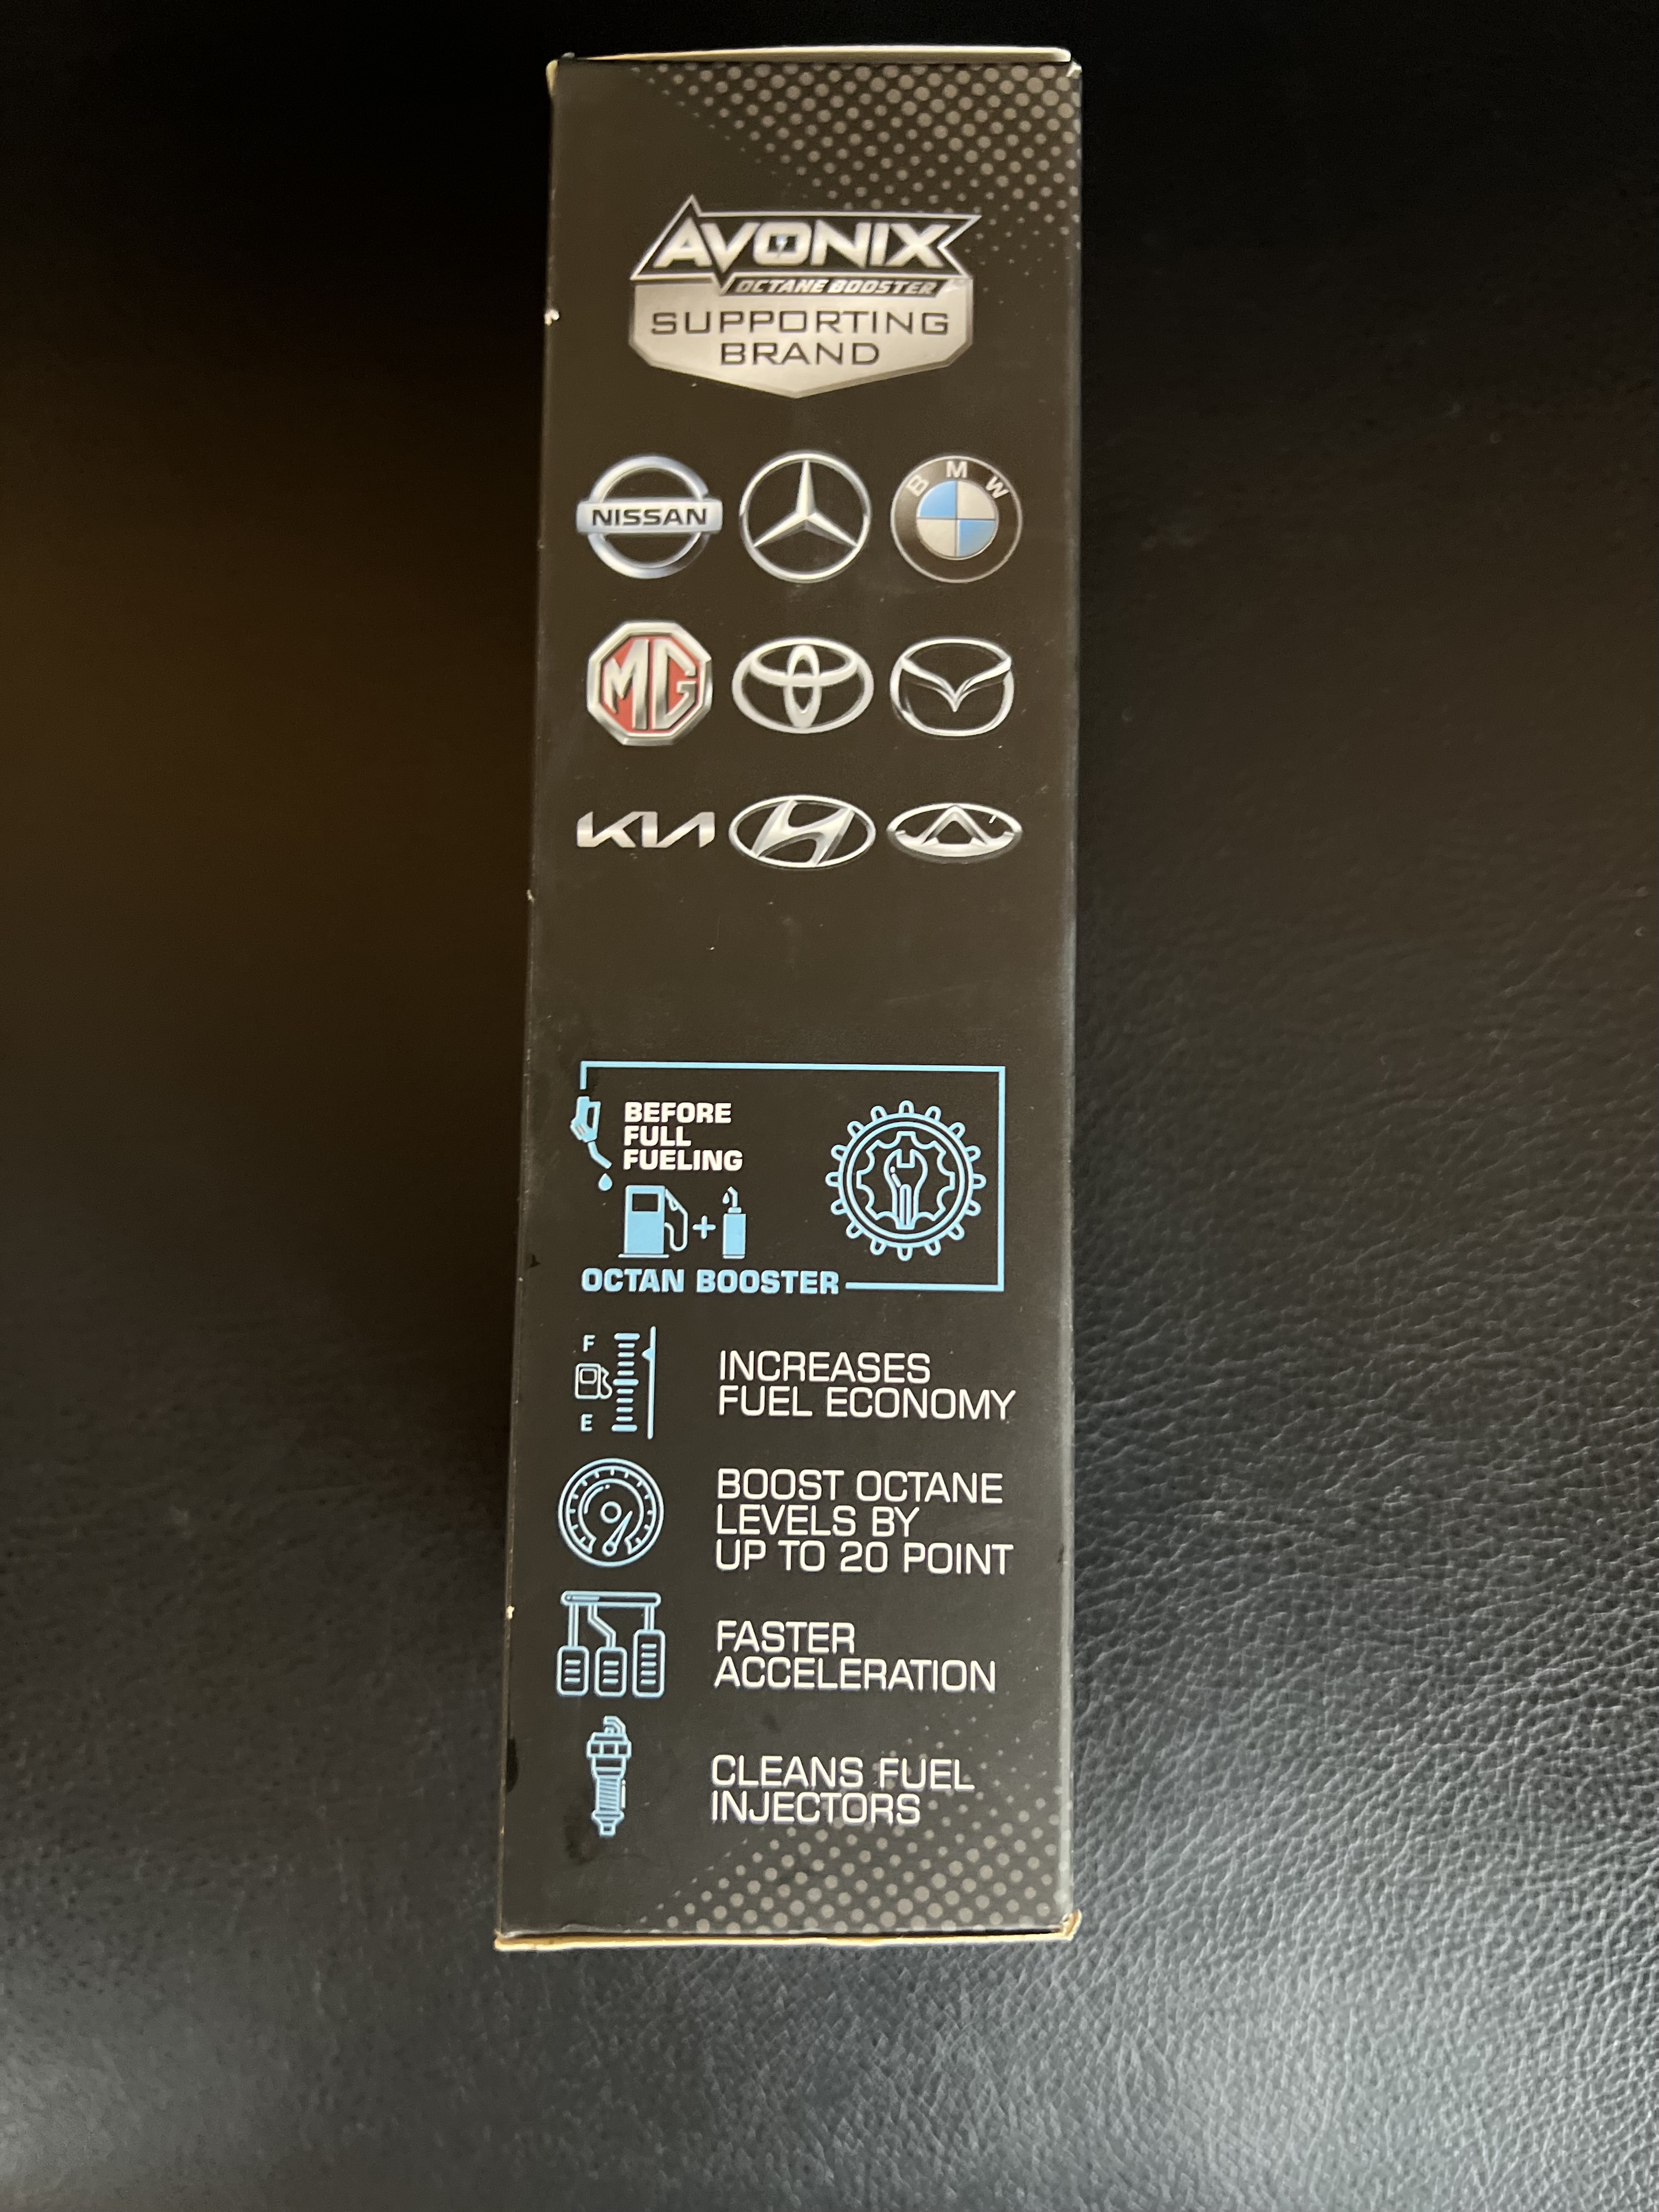 AVONIX
OCTANE BOOSTER
SUPPORTING
BRAND
NISSAN
BMW
MG
KIA
BEFORE
FULL
FUELING
+
OCTAN BOOSTER
F
E
INCREASES
FUEL ECONOMY
BOOST OCTANE
LEVELS BY
UP TO 20 POINT
FASTER
ACCELERATION
CLEANS FUEL
INJECTORS